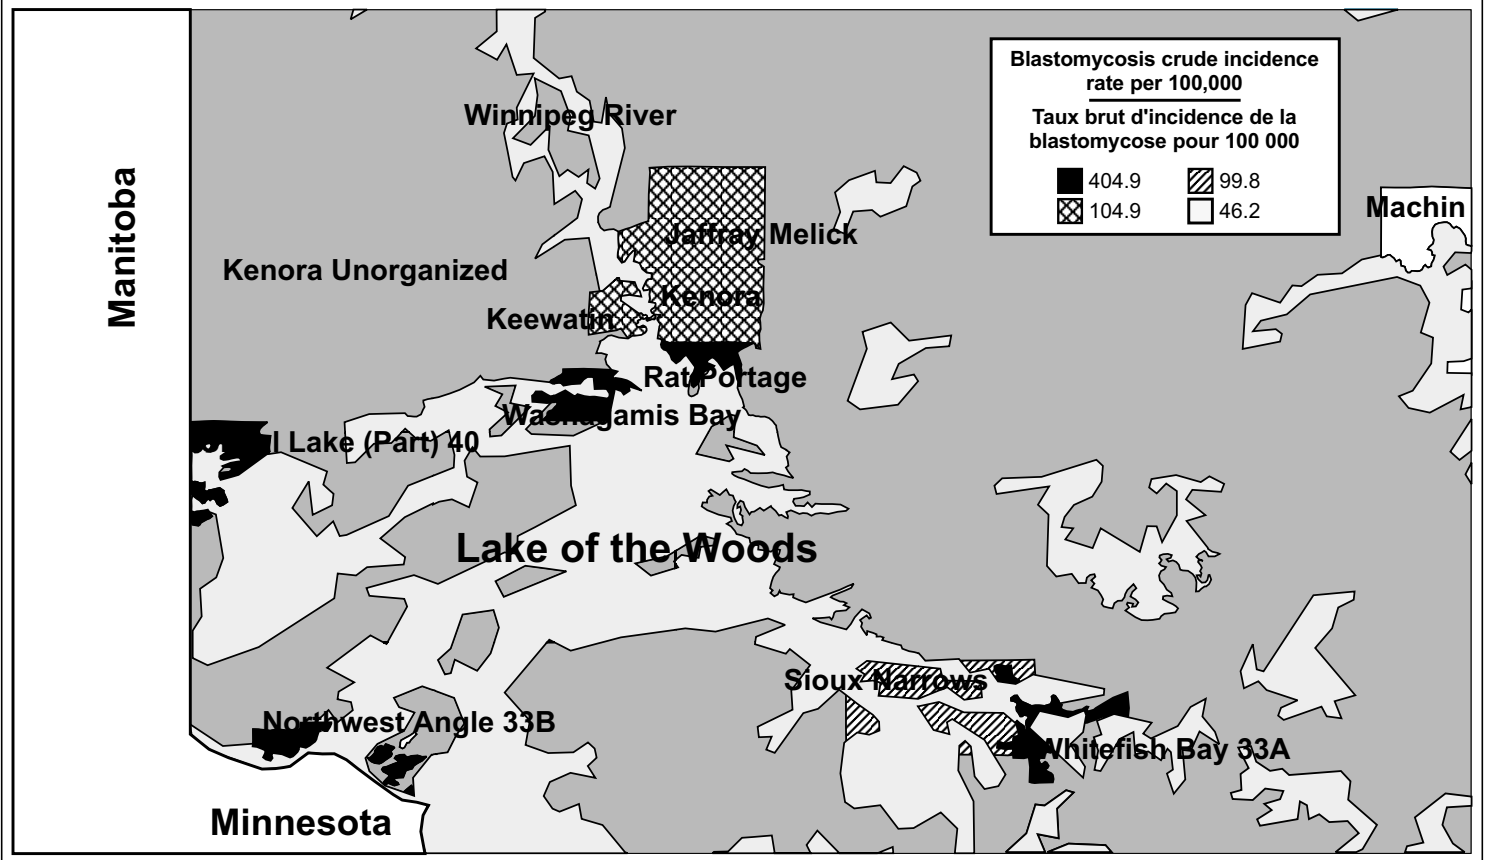 Blastomycosis crude incidence
rate per 100,000
Taux brut d'incidence de la
blastomycose pour 100 000
404.9
99.8
104.9
46.2
Manitoba
Winnipeg River
Machin
Jaffray Melick
Kenora Unorganized
Kenora
Keewatin
Rat Portage
Washagamis Bay
Lake (Part) 40
Lake of the Woods
Sioux Narrows
Northwest Angle 33B
Whitefish Bay 33A
Minnesota